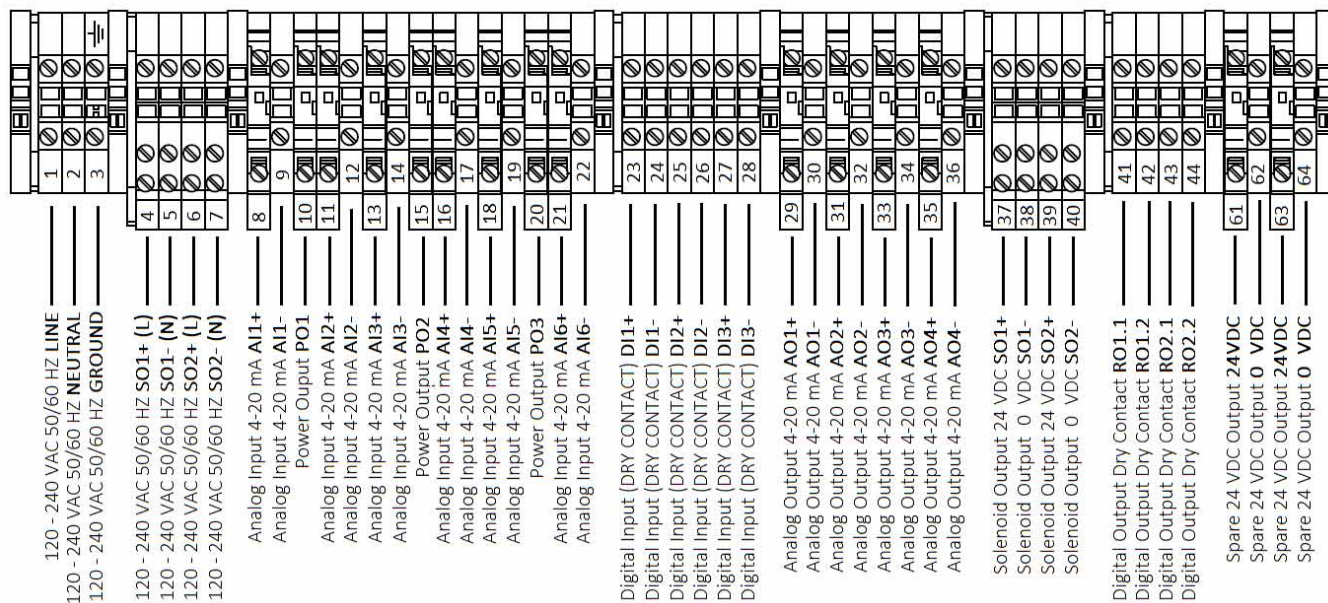 120 - 240 VAC 50/60 HZ LINE 1
120 - 240 VAC 50/60 HZ NEUTRAL 2
120 - 240 VAC 50/60 HZ GROUND 3
120 - 240 VAC 50/60 HZ SO1+ (L) 4
120 - 240 VAC 50/60 HZ SO1- (N) 5
120 - 240 VAC 50/60 HZ SO2+ (L) 6
120 - 240 VAC 50/60 HZ SO2- (N) 7
Analog Input 4-20 mA AI1+ 8
Analog Input 4-20 mA AI1- 9
Power Ouput PO1 10
Analog Input 4-20 mA AI2+ 11
Analog Input 4-20 mA AI2- 12
Analog Input 4-20 mA AI3+ 13
Analog Input 4-20 mA AI3- 14
Power Output PO2 15
Analog Input 4-20 mA AI4+ 16
Analog Input 4-20 mA AI4- 17
Analog Input 4-20 mA AI5+ 18
Analog Input 4-20 mA AI5- 19
Power Output PO3 20
Analog Input 4-20 mA AI6+ 21
Analog Input 4-20 mA AI6- 22
Digital Input (DRY CONTACT) DI1+ 23
Digital Input (DRY CONTACT) DI1- 24
Digital Input (DRY CONTACT) DI2+ 25
Digital Input (DRY CONTACT) DI2- 26
Digital Input (DRY CONTACT) DI3+ 27
Digital Input (DRY CONTACT) DI3- 28
Analog Output 4-20 mA AO1+ 29
Analog Output 4-20 mA AO1- 30
Analog Output 4-20 mA AO2+ 31
Analog Output 4-20 mA AO2- 32
Analog Output 4-20 mA AO3+ 33
Analog Output 4-20 mA AO3- 34
Analog Output 4-20 mA AO4+ 35
Analog Output 4-20 mA AO4- 36
Solenoid Output 24 VDC SO1+ 37
Solenoid Output 0 VDC SO1- 38
Solenoid Output 24 VDC SO2+ 39
Solenoid Output 0 VDC SO2- 40
Digital Output Dry Contact RO1.1 41
Digital Output Dry Contact RO1.2 42
Digital Output Dry Contact RO2.1 43
Digital Output Dry Contact RO2.2 44
Spare 24 VDC Output 24VDC 61
Spare 24 VDC Output 0 VDC 62
Spare 24 VDC Output 24VDC 63
Spare 24 VDC Output 0 VDC 64